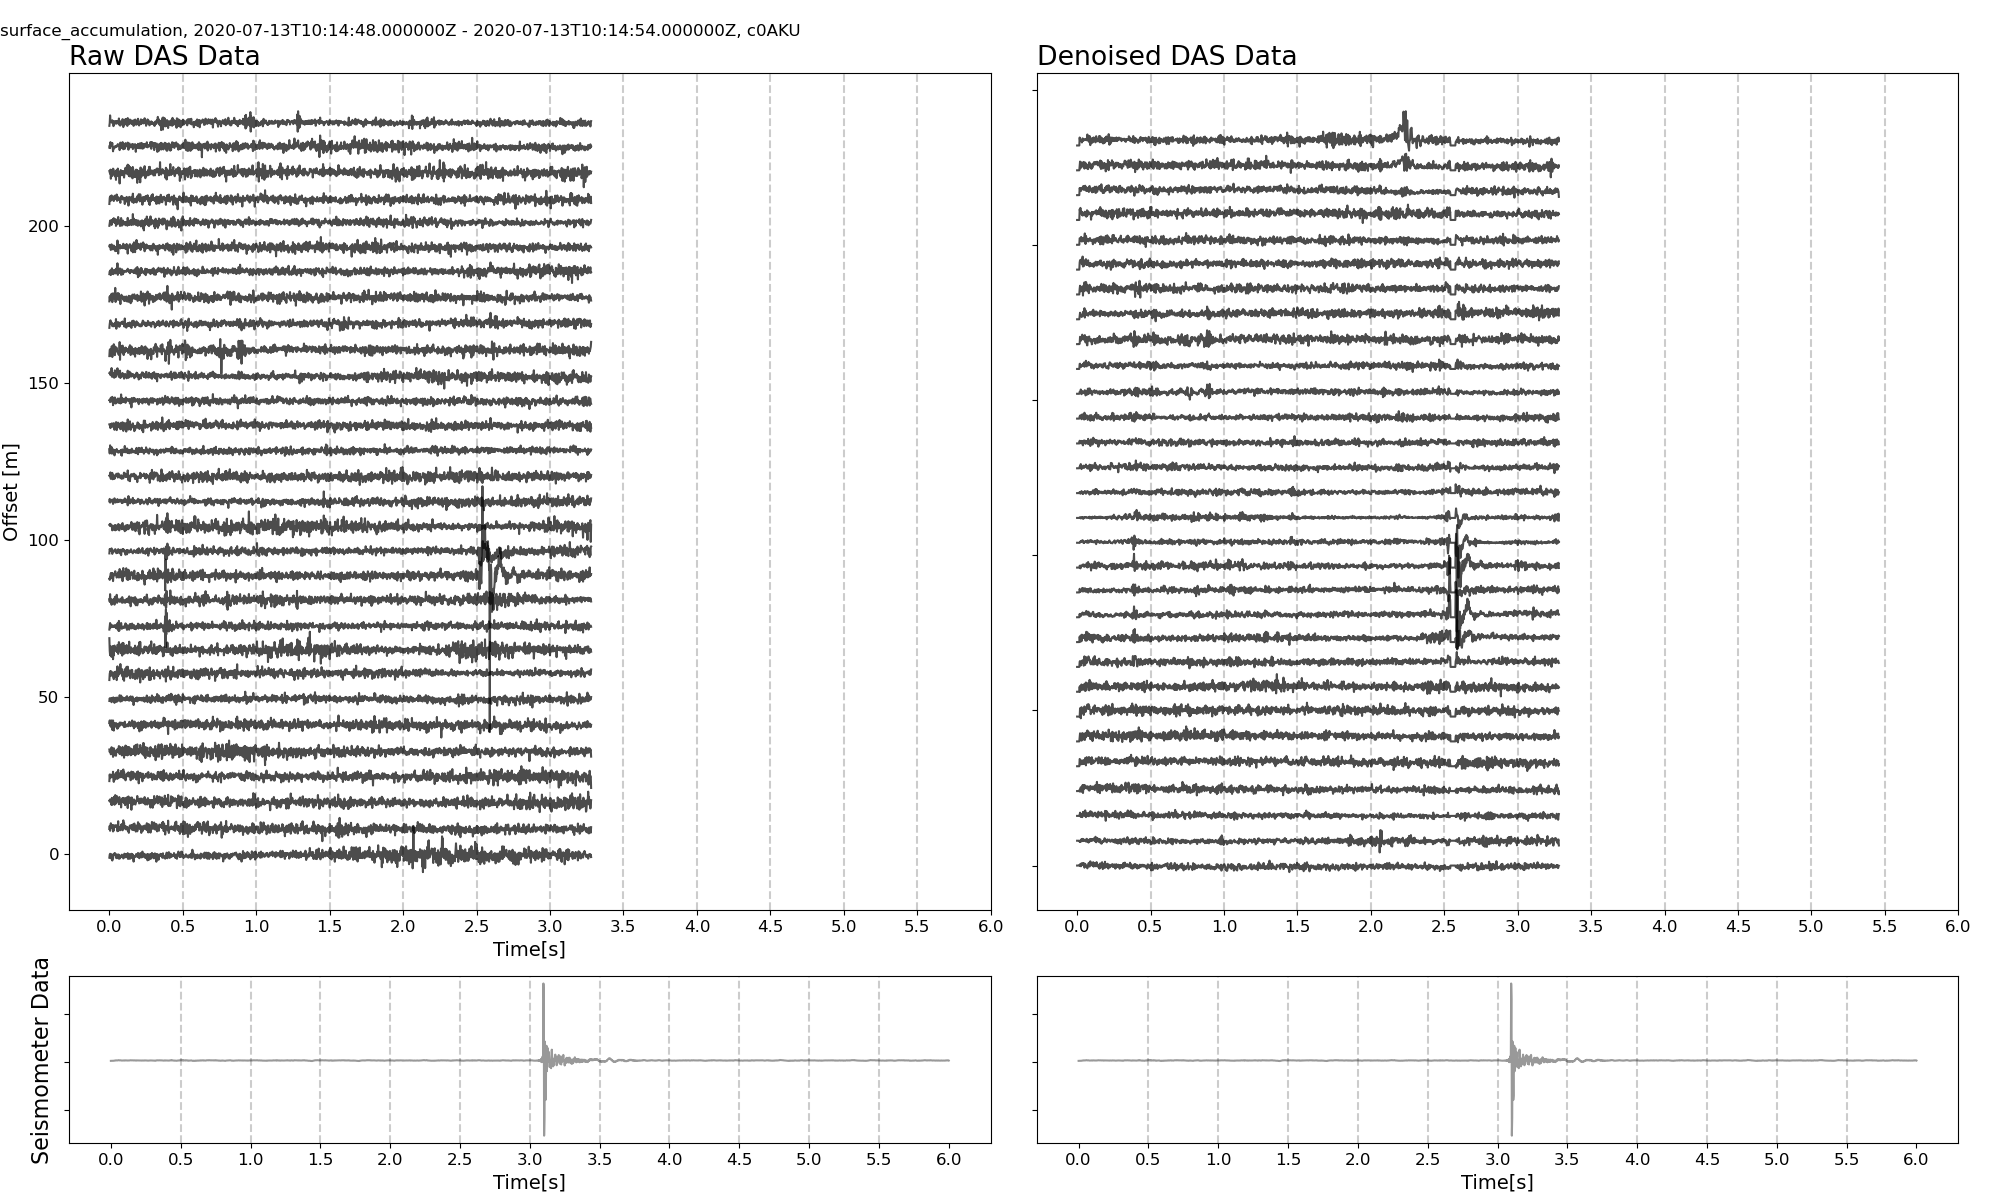 surface_accumulation, 2020-07-13T10:14:48.000000Z - 2020-07-13T10:14:54.000000Z, c0AKU
Raw DAS Data
Denoised DAS Data
Offset [m]
200
150
100
50
0
0.0 0.5 1.0 1.5 2.0 2.5 3.0 3.5 4.0 4.5 5.0 5.5 6.0
Time[s]
0.0 0.5 1.0 1.5 2.0 2.5 3.0 3.5 4.0 4.5 5.0 5.5 6.0
Seismometer Data
0.0 0.5 1.0 1.5 2.0 2.5 3.0 3.5 4.0 4.5 5.0 5.5 6.0
Time[s]
0.0 0.5 1.0 1.5 2.0 2.5 3.0 3.5 4.0 4.5 5.0 5.5 6.0
Time[s]